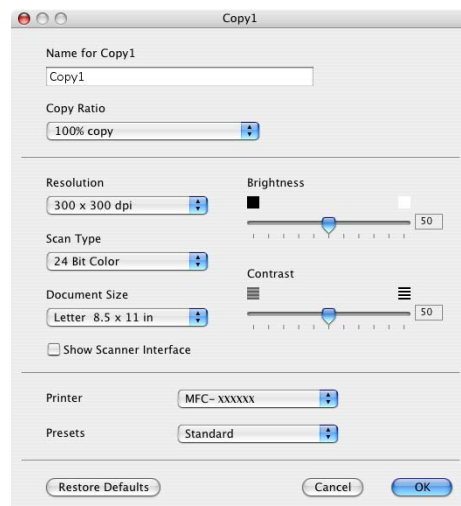 Copy1
Name for Copy1
Copy1
Copy Ratio
100% copy
Resolution
300 x 300 dpi
Brightness
50
Scan Type
24 Bit Color
Contrast
50
Document Size
Letter 8.5 x 11 in
Show Scanner Interface
Printer
MFC- xxxxxx
Presets
Standard
Restore Defaults
Cancel
OK